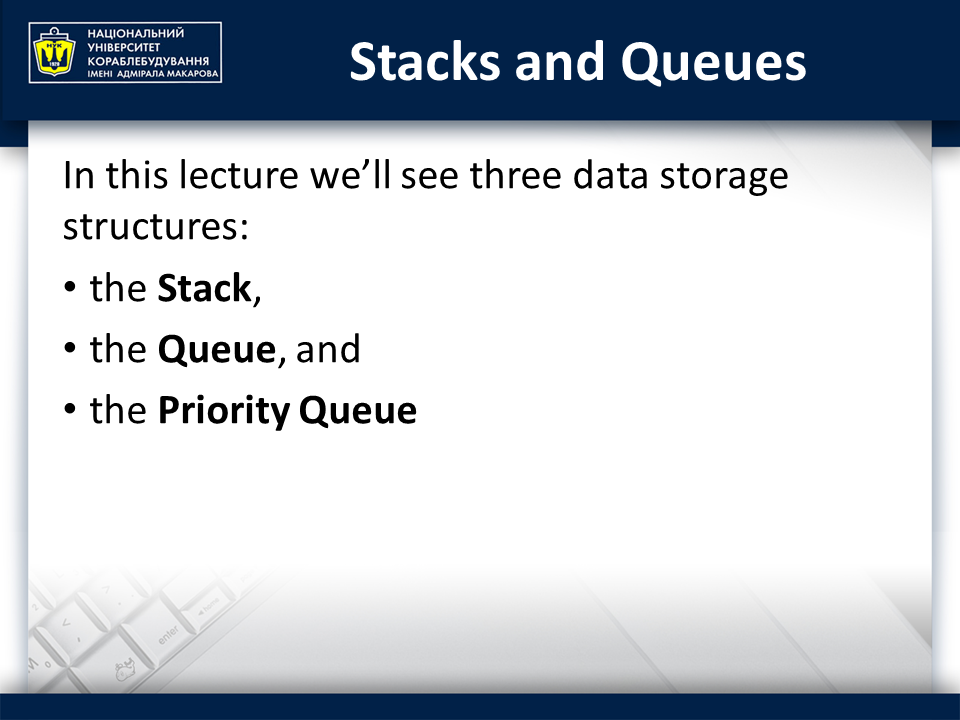 НАЦІОНАЛЬНИЙ
УНІВЕРСИТЕТ
КОРАБЛЕБУДУВАННЯ
ІМЕНІ АДМІРАЛА МАКАРОВА
НУК
1920
Stacks and Queues
In this lecture we’ll see three data storage
structures:
• the Stack,
• the Queue, and
• the Priority Queue
enter